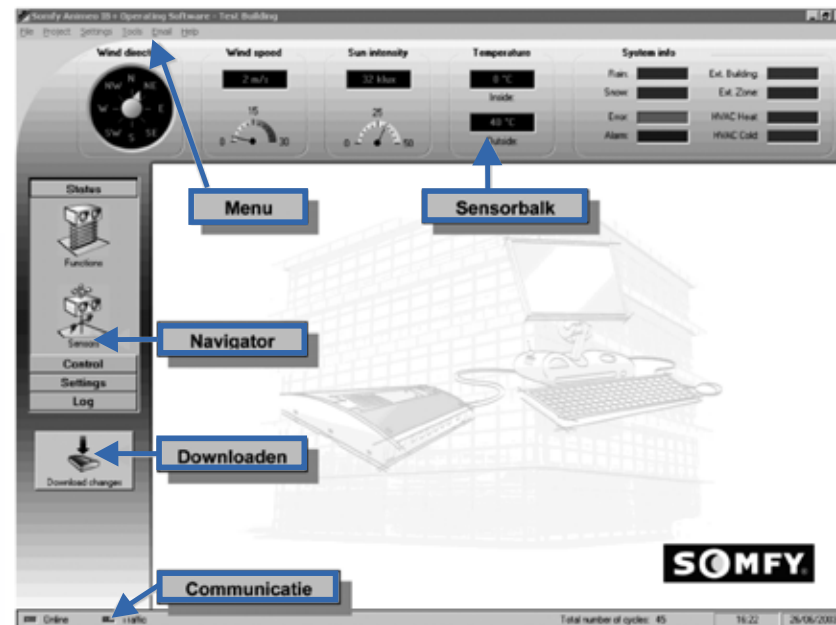 Somfy Animeo IB+ Operating Software - Test Building
File Project Settings Tools Email Help
Wind direct
Wind speed
Sun intensity
Temperature
System info
N
NE
E
SE
S
SW
W
NW
2 m/s
15
0
30
32 klux
25
0
50
0 °C
Inside:
40 °C
Outside:
Rain:
Snow:
Error:
Alarm:
Ext. Building:
Ext. Zone:
HVAC Heat:
HVAC Cold:
Menu
Sensorbalk
Status
Functions
Sensors
Navigator
Control
Settings
Log
Downloaden
Download changes
SOMFY.
Communicatie
Online
Traffic
Total number of cycles: 45
16:22